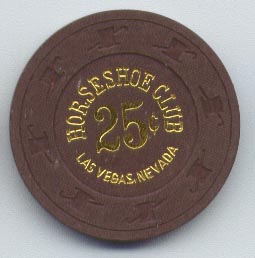 HORSESHOE CLUB
25¢
LAS VEGAS, NEVADA